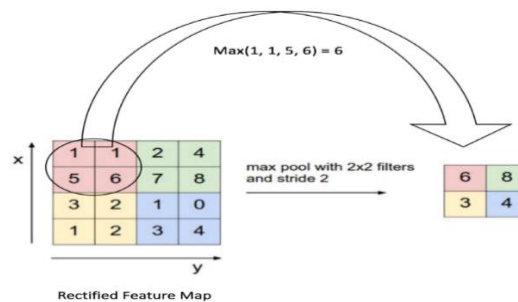 Max(1, 1, 5, 6) = 6
x
1 1 2 4
5 6 7 8
3 2 1 0
1 2 3 4
y
Rectified Feature Map
max pool with 2x2 filters
and stride 2
6 8
3 4